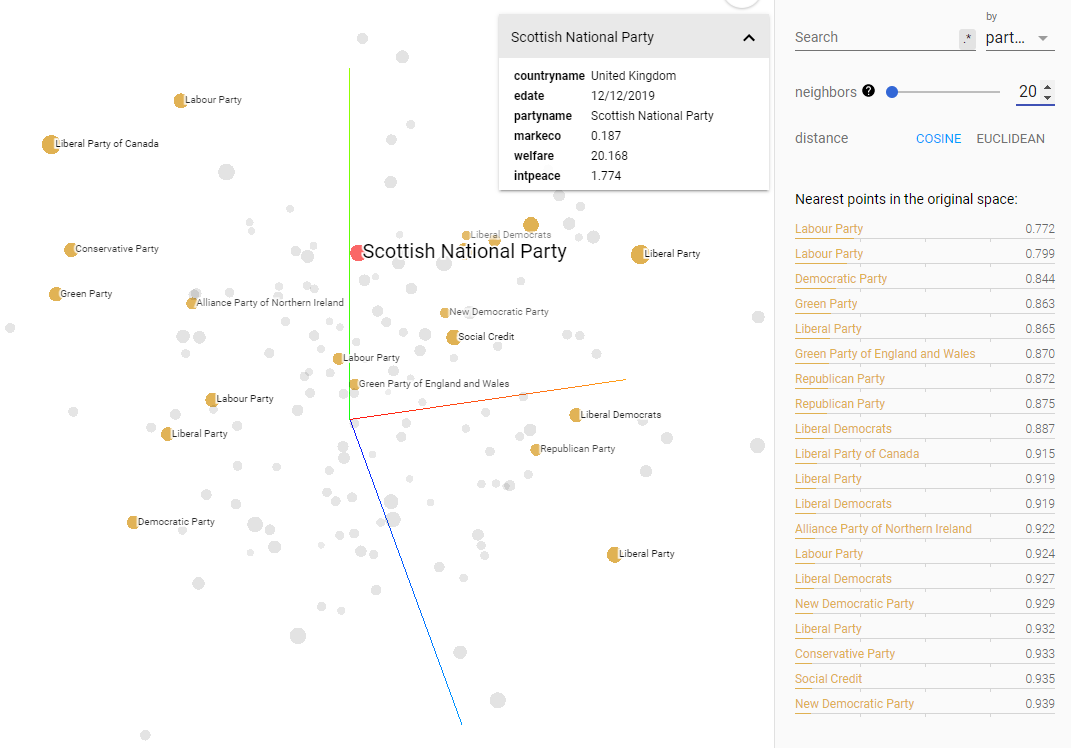 Scottish National Party
countryname United Kingdom
edate 12/12/2019
partyname Scottish National Party
markeco 0.187
welfare 20.168
intpeace 1.774
Labour Party
Liberal Party of Canada
Liberal Democrats
Conservative Party
Scottish National Party
Liberal Party
Green Party
Alliance Party of Northern Ireland
New Democratic Party
Social Credit
Labour Party
Green Party of England and Wales
Labour Party
Liberal Democrats
Liberal Party
Republican Party
Democratic Party
Liberal Party
by
Search .* part...
neighbors ? 20
distance COSINE EUCLIDEAN
Nearest points in the original space:
Labour Party 0.772
Labour Party 0.799
Democratic Party 0.844
Green Party 0.863
Liberal Party 0.865
Green Party of England and Wales 0.870
Republican Party 0.872
Republican Party 0.875
Liberal Democrats 0.887
Liberal Party of Canada 0.915
Liberal Party 0.919
Liberal Democrats 0.919
Alliance Party of Northern Ireland 0.922
Labour Party 0.924
Liberal Democrats 0.927
New Democratic Party 0.929
Liberal Party 0.932
Conservative Party 0.933
Social Credit 0.935
New Democratic Party 0.939